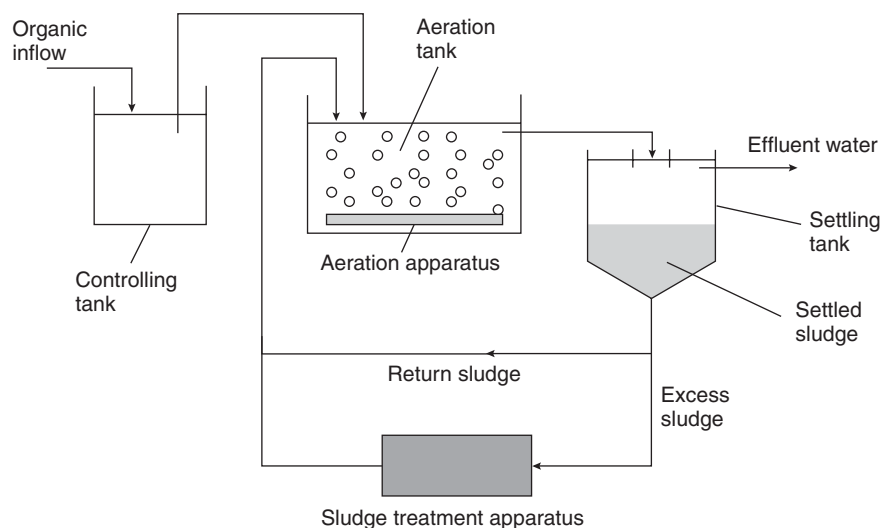 Organic
inflow
Aeration
tank
Effluent water
Controlling
tank
Aeration apparatus
Settling
tank
Settled
sludge
Return sludge
Excess
sludge
Sludge treatment apparatus